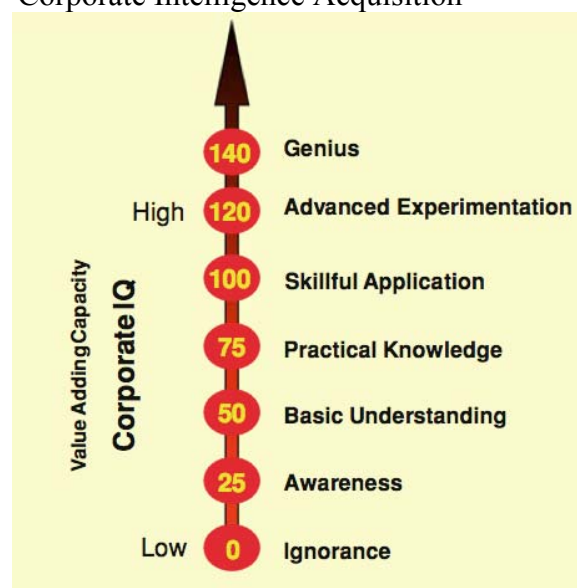 Corporate Intelligence Acquisition
140 Genius
High 120 Advanced Experimentation
100 Skillful Application
75 Practical Knowledge
50 Basic Understanding
25 Awareness
Low 0 Ignorance
Value Adding Capacity
Corporate IQ